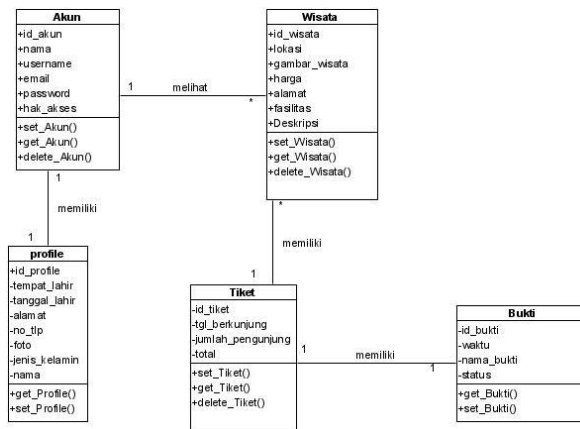 Akun
+id_akun
+nama
+username
+email
+password
+hak_akses
+set_Akun()
+get_Akun()
+delete_Akun()
1
melihat
*
Wisata
+id_wisata
+lokasi
+gambar_wisata
+harga
+alamat
+fasilitas
+Deskripsi
+set_Wisata()
+get_Wisata()
+delete_Wisata()
1
memiliki
1
*
memiliki
1
profile
+id_profile
-tempat_lahir
-tanggal_lahir
-alamat
-no_tlp
-foto
-jenis_kelamin
-nama
+get_Profile()
+set_Profile()
Tiket
-id_tiket
-tgl_berkunjung
-jumlah_pengunjung
-total
+set_Tiket()
+get_Tiket()
+delete_Tiket()
1
memiliki
1
Bukti
-id_bukti
-waktu
-nama_bukti
-status
+get_Bukti()
+set_Bukti()